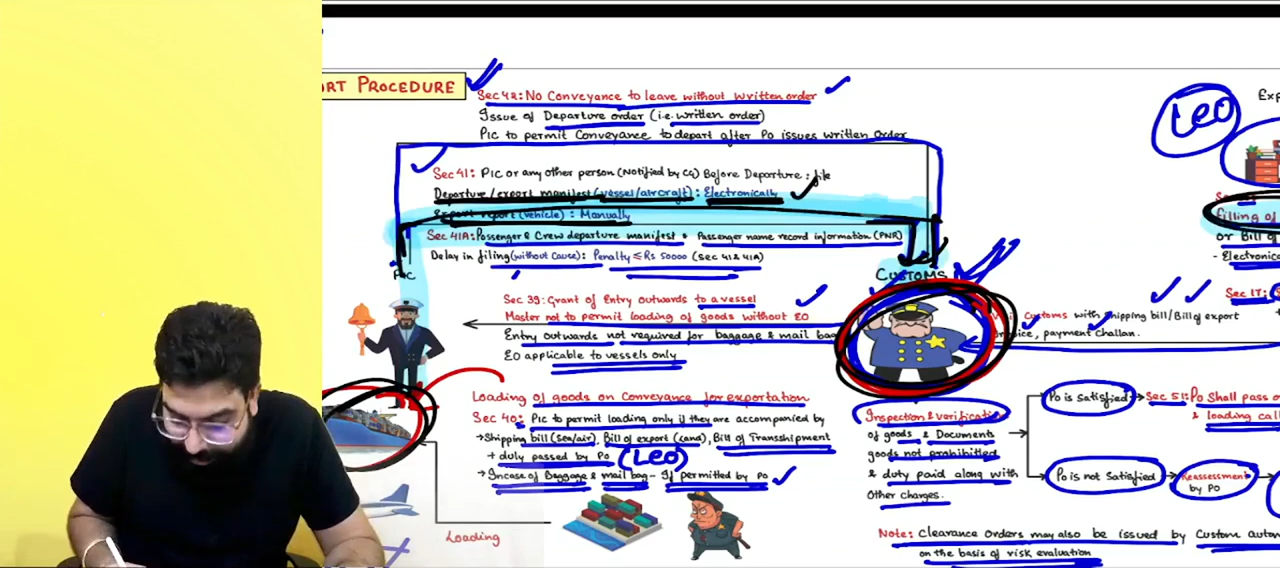 ORT PROCEDURE
Sec 42: No Conveyance to leave without written order
Issue of Departure order (i.e. written order)
PIC to permit Conveyance to depart after PO issues written order
Sec 41: PIC or any other person (Notified by CG) Before Departure: file
Departure/export manifest (vessel/aircraft): Electronically
Export report (vehicle): Manually
Sec 41A: Passenger & Crew departure manifest & Passenger name record information (PNR)
Delay in filing (without Cause): Penalty ≤ Rs 50000 (Sec 41 & 41A)
PIC
CUSTOMS
Sec 39: Grant of Entry outwards to a vessel
Master not to permit loading of goods without EO
Entry outwards not required for baggage & mail bag
EO applicable to vessels only
Loading of goods on Conveyance for exportation
Sec 40: PIC to permit loading only if they are accompanied by
→ Shipping bill (sea/air), Bill of export (land), Bill of Transshipment
+ duly passed by PO (LEO)
→ Incase of Baggage & mail bag - If permitted by PO
Loading
LEO
Exp
filling of
or Bill of
- Electronica
Sec 17:
Customs with Shipping bill/Bill of export
payment Challan.
Inspection & verification
of goods & Documents
goods not prohibited
& duty paid along with
Other charges.
PO is satisfied
Sec 51: PO Shall pass o
& loading
PO is not Satisfied
Reassessment
by PO
Note: Clearance Orders may also be issued by Custom autom
on the basis of risk evaluation